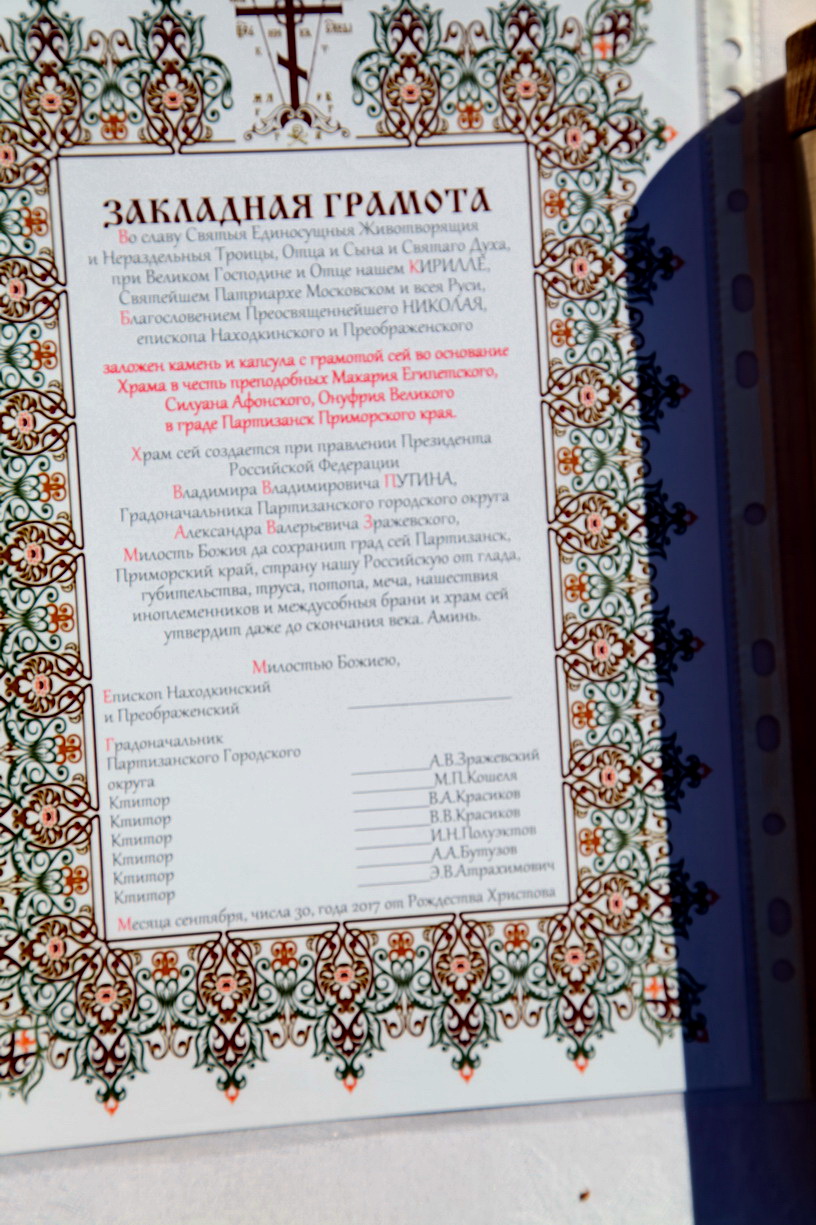 ЗАКЛАДНАЯ ГРАМОТА
Во славу Святыя Единосущныя Животворящия
и Нераздельныя Троицы, Отца и Сына и Святаго Духа,
при Великом Господине и Отце нашем КИРИЛЛЕ,
Святейшем Патриархе Московском и всея Руси,
Благословением Преосвященнейшего НИКОЛАЯ,
епископа Находкинского и Преображенского
заложен камень и капсула с грамотой сей во основание
Храма в честь преподобных Макария Египетского,
Силуана Афонского, Онуфрия Великого
в граде Партизанск Приморского края.
Храм сей создается при правлении Президента
Российской Федерации
Владимира Владимировича ПУТИНА,
Градоначальника Партизанского городского округа
Александра Валерьевича Зражевского,
Милость Божия да сохранит град сей Партизанск,
Приморский край, страну нашу Российскую от глада,
губительства, труса, потопа, меча, нашествия
иноплеменников и междусобныя брани и храм сей
утвердит даже до скончания века. Аминь.
Милостью Божиею,
Епископ Находкинский
и Преображенский
Градоначальник
Партизанского Городского
округа А.В.Зражевский
Ктитор М.П.Кошеля
Ктитор В.А.Красиков
Ктитор В.В.Красиков
Ктитор И.Н.Полуэктов
Ктитор А.А.Бутузов
Ктитор Э.В.Атрахимович
Месяца сентября, числа 30, года 2017 от Рождества Христова